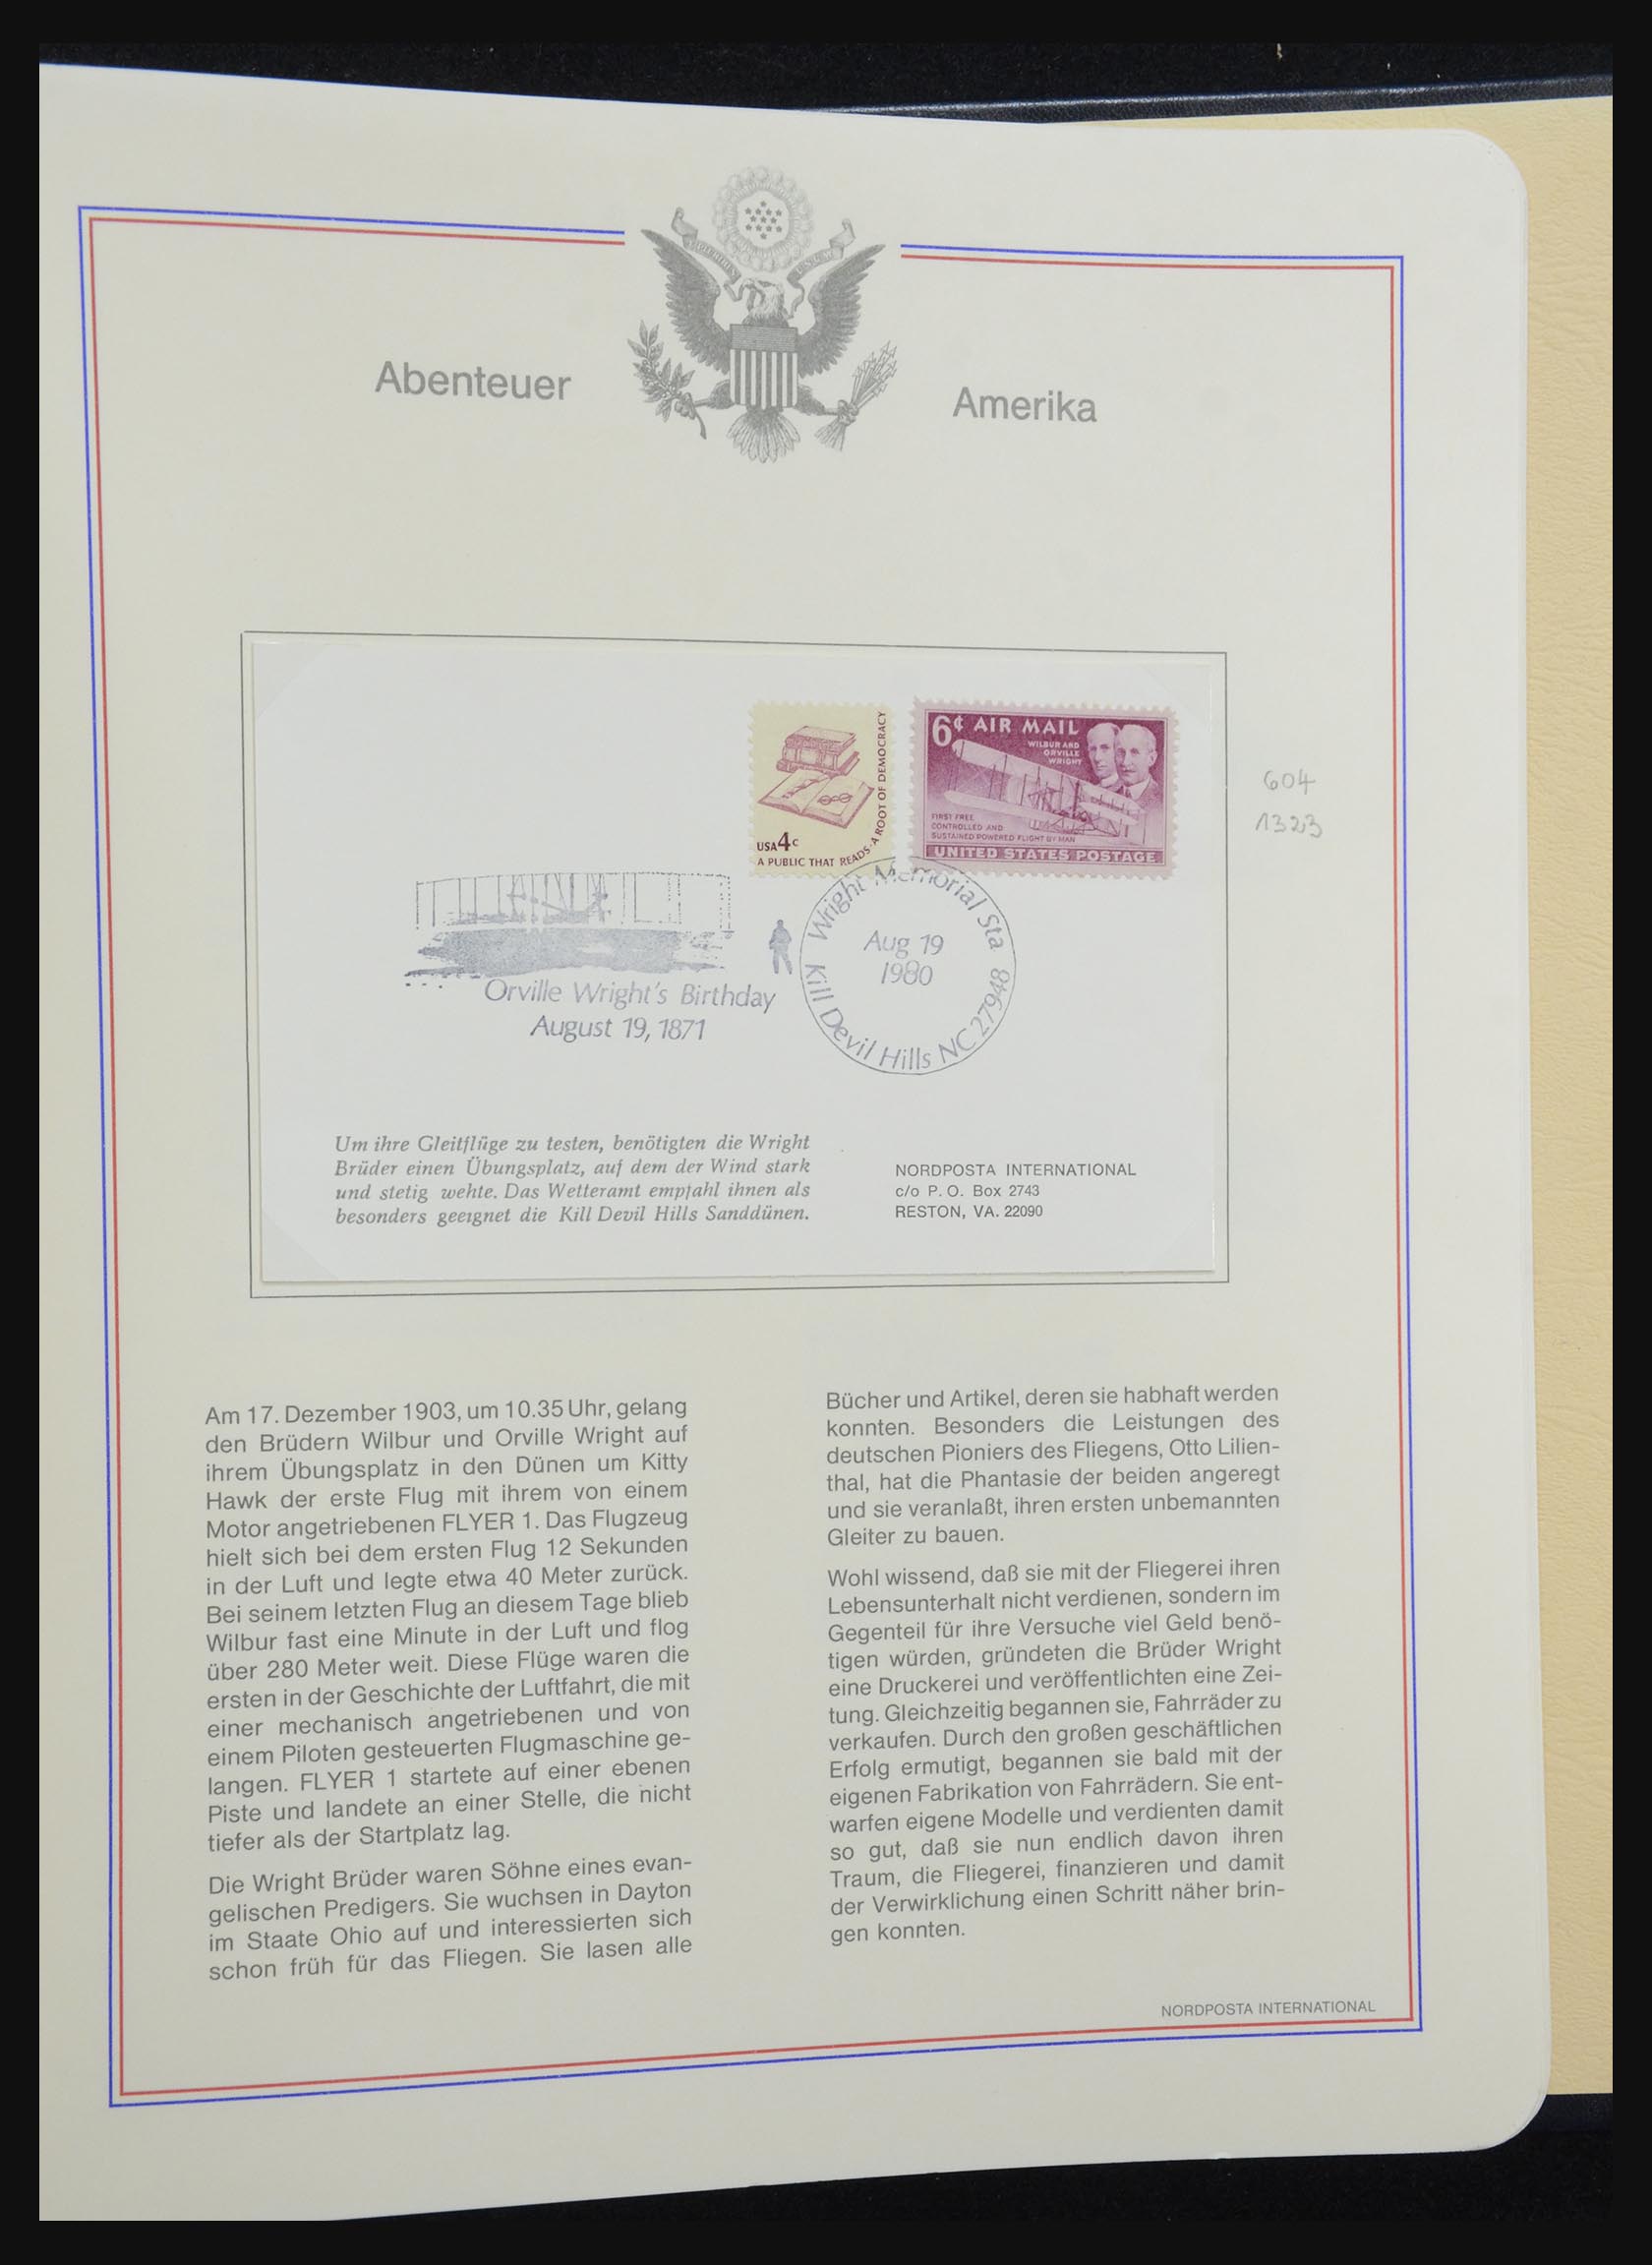 Abenteuer
Amerika
USA 4c
A PUBLIC THAT READS·A ROOT OF DEMOCRACY
6¢ AIR MAIL
WILBUR AND
ORVILLE
WRIGHT
FIRST FREE
CONTROLLED AND
SUSTAINED POWERED FLIGHT BY MAN
UNITED STATES POSTAGE
604
1323
Wright Memorial Sta
Aug 19
1980
Kill Devil Hills NC 27948
Orville Wright's Birthday
August 19, 1871
Um ihre Gleitflüge zu testen, benötigten die Wright
Brüder einen Übungsplatz, auf dem der Wind stark
und stetig wehte. Das Wetteramt empfahl ihnen als
besonders geeignet die Kill Devil Hills Sanddünen.
NORDPOSTA INTERNATIONAL
c/o P. O. Box 2743
RESTON, VA. 22090
Am 17. Dezember 1903, um 10.35 Uhr, gelang
den Brüdern Wilbur und Orville Wright auf
ihrem Übungsplatz in den Dünen um Kitty
Hawk der erste Flug mit ihrem von einem
Motor angetriebenen FLYER 1. Das Flugzeug
hielt sich bei dem ersten Flug 12 Sekunden
in der Luft und legte etwa 40 Meter zurück.
Bei seinem letzten Flug an diesem Tage blieb
Wilbur fast eine Minute in der Luft und flog
über 280 Meter weit. Diese Flüge waren die
ersten in der Geschichte der Luftfahrt, die mit
einer mechanisch angetriebenen und von
einem Piloten gesteuerten Flugmaschine ge-
langen. FLYER 1 startete auf einer ebenen
Piste und landete an einer Stelle, die nicht
tiefer als der Startplatz lag.
Die Wright Brüder waren Söhne eines evan-
gelischen Predigers. Sie wuchsen in Dayton
im Staate Ohio auf und interessierten sich
schon früh für das Fliegen. Sie lasen alle
Bücher und Artikel, deren sie habhaft werden
konnten. Besonders die Leistungen des
deutschen Pioniers des Fliegens, Otto Lilien-
thal, hat die Phantasie der beiden angeregt
und sie veranlaßt, ihren ersten unbemannten
Gleiter zu bauen.
Wohl wissend, daß sie mit der Fliegerei ihren
Lebensunterhalt nicht verdienen, sondern im
Gegenteil für ihre Versuche viel Geld benö-
tigen würden, gründeten die Brüder Wright
eine Druckerei und veröffentlichten eine Zei-
tung. Gleichzeitig begannen sie, Fahrräder zu
verkaufen. Durch den großen geschäftlichen
Erfolg ermutigt, begannen sie bald mit der
eigenen Fabrikation von Fahrrädern. Sie ent-
warfen eigene Modelle und verdienten damit
so gut, daß sie nun endlich davon ihren
Traum, die Fliegerei, finanzieren und damit
der Verwirklichung einen Schritt näher brin-
gen konnten.
NORDPOSTA INTERNATIONAL